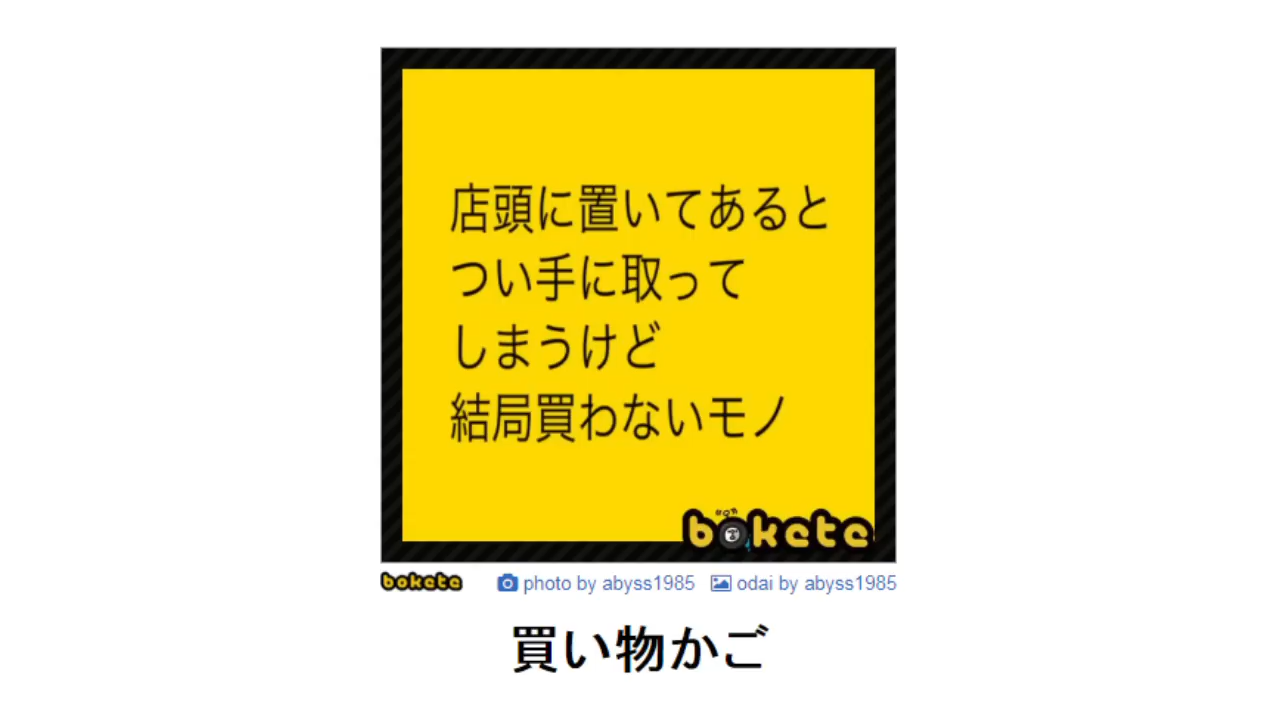 店頭に置いてあると
つい手に取って
しまうけど
結局買わないモノ
bokete
bokete photo by abyss1985 odai by abyss1985
買い物かご